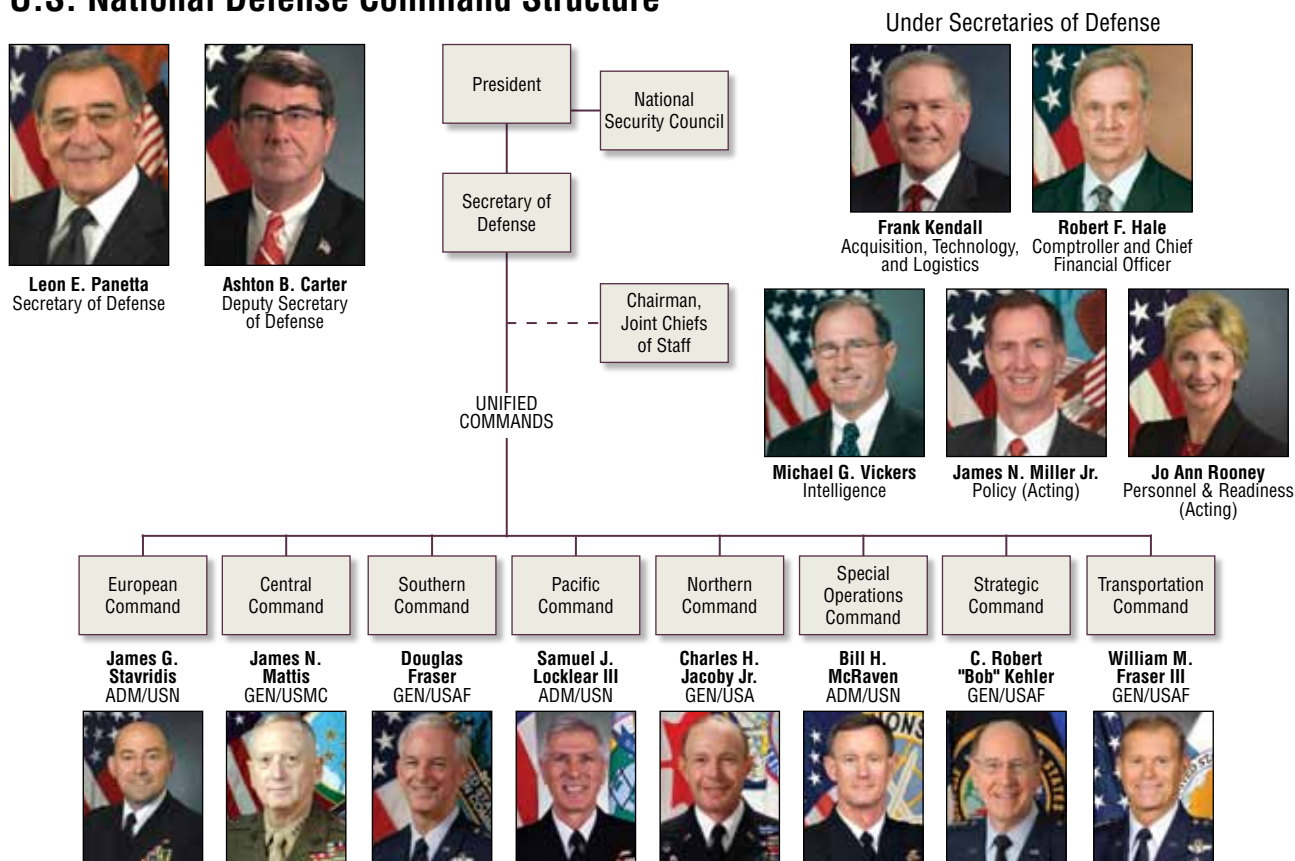 U.S. National Defense Command Structure
Under Secretaries of Defense
President
National
Security Council
Secretary of
Defense
Chairman,
Joint Chiefs
of Staff
UNIFIED
COMMANDS
Leon E. Panetta
Secretary of Defense
Ashton B. Carter
Deputy Secretary
of Defense
Frank Kendall
Acquisition, Technology,
and Logistics
Robert F. Hale
Comptroller and Chief
Financial Officer
Michael G. Vickers
Intelligence
James N. Miller Jr.
Policy (Acting)
Jo Ann Rooney
Personnel & Readiness
(Acting)
European
Command
Central
Command
Southern
Command
Pacific
Command
Northern
Command
Special
Operations
Command
Strategic
Command
Transportation
Command
James G.
Stavridis
ADM/USN
James N.
Mattis
GEN/USMC
Douglas
Fraser
GEN/USAF
Samuel J.
Locklear III
ADM/USN
Charles H.
Jacoby Jr.
GEN/USA
Bill H.
McRaven
ADM/USN
C. Robert
"Bob" Kehler
GEN/USAF
William M.
Fraser III
GEN/USAF